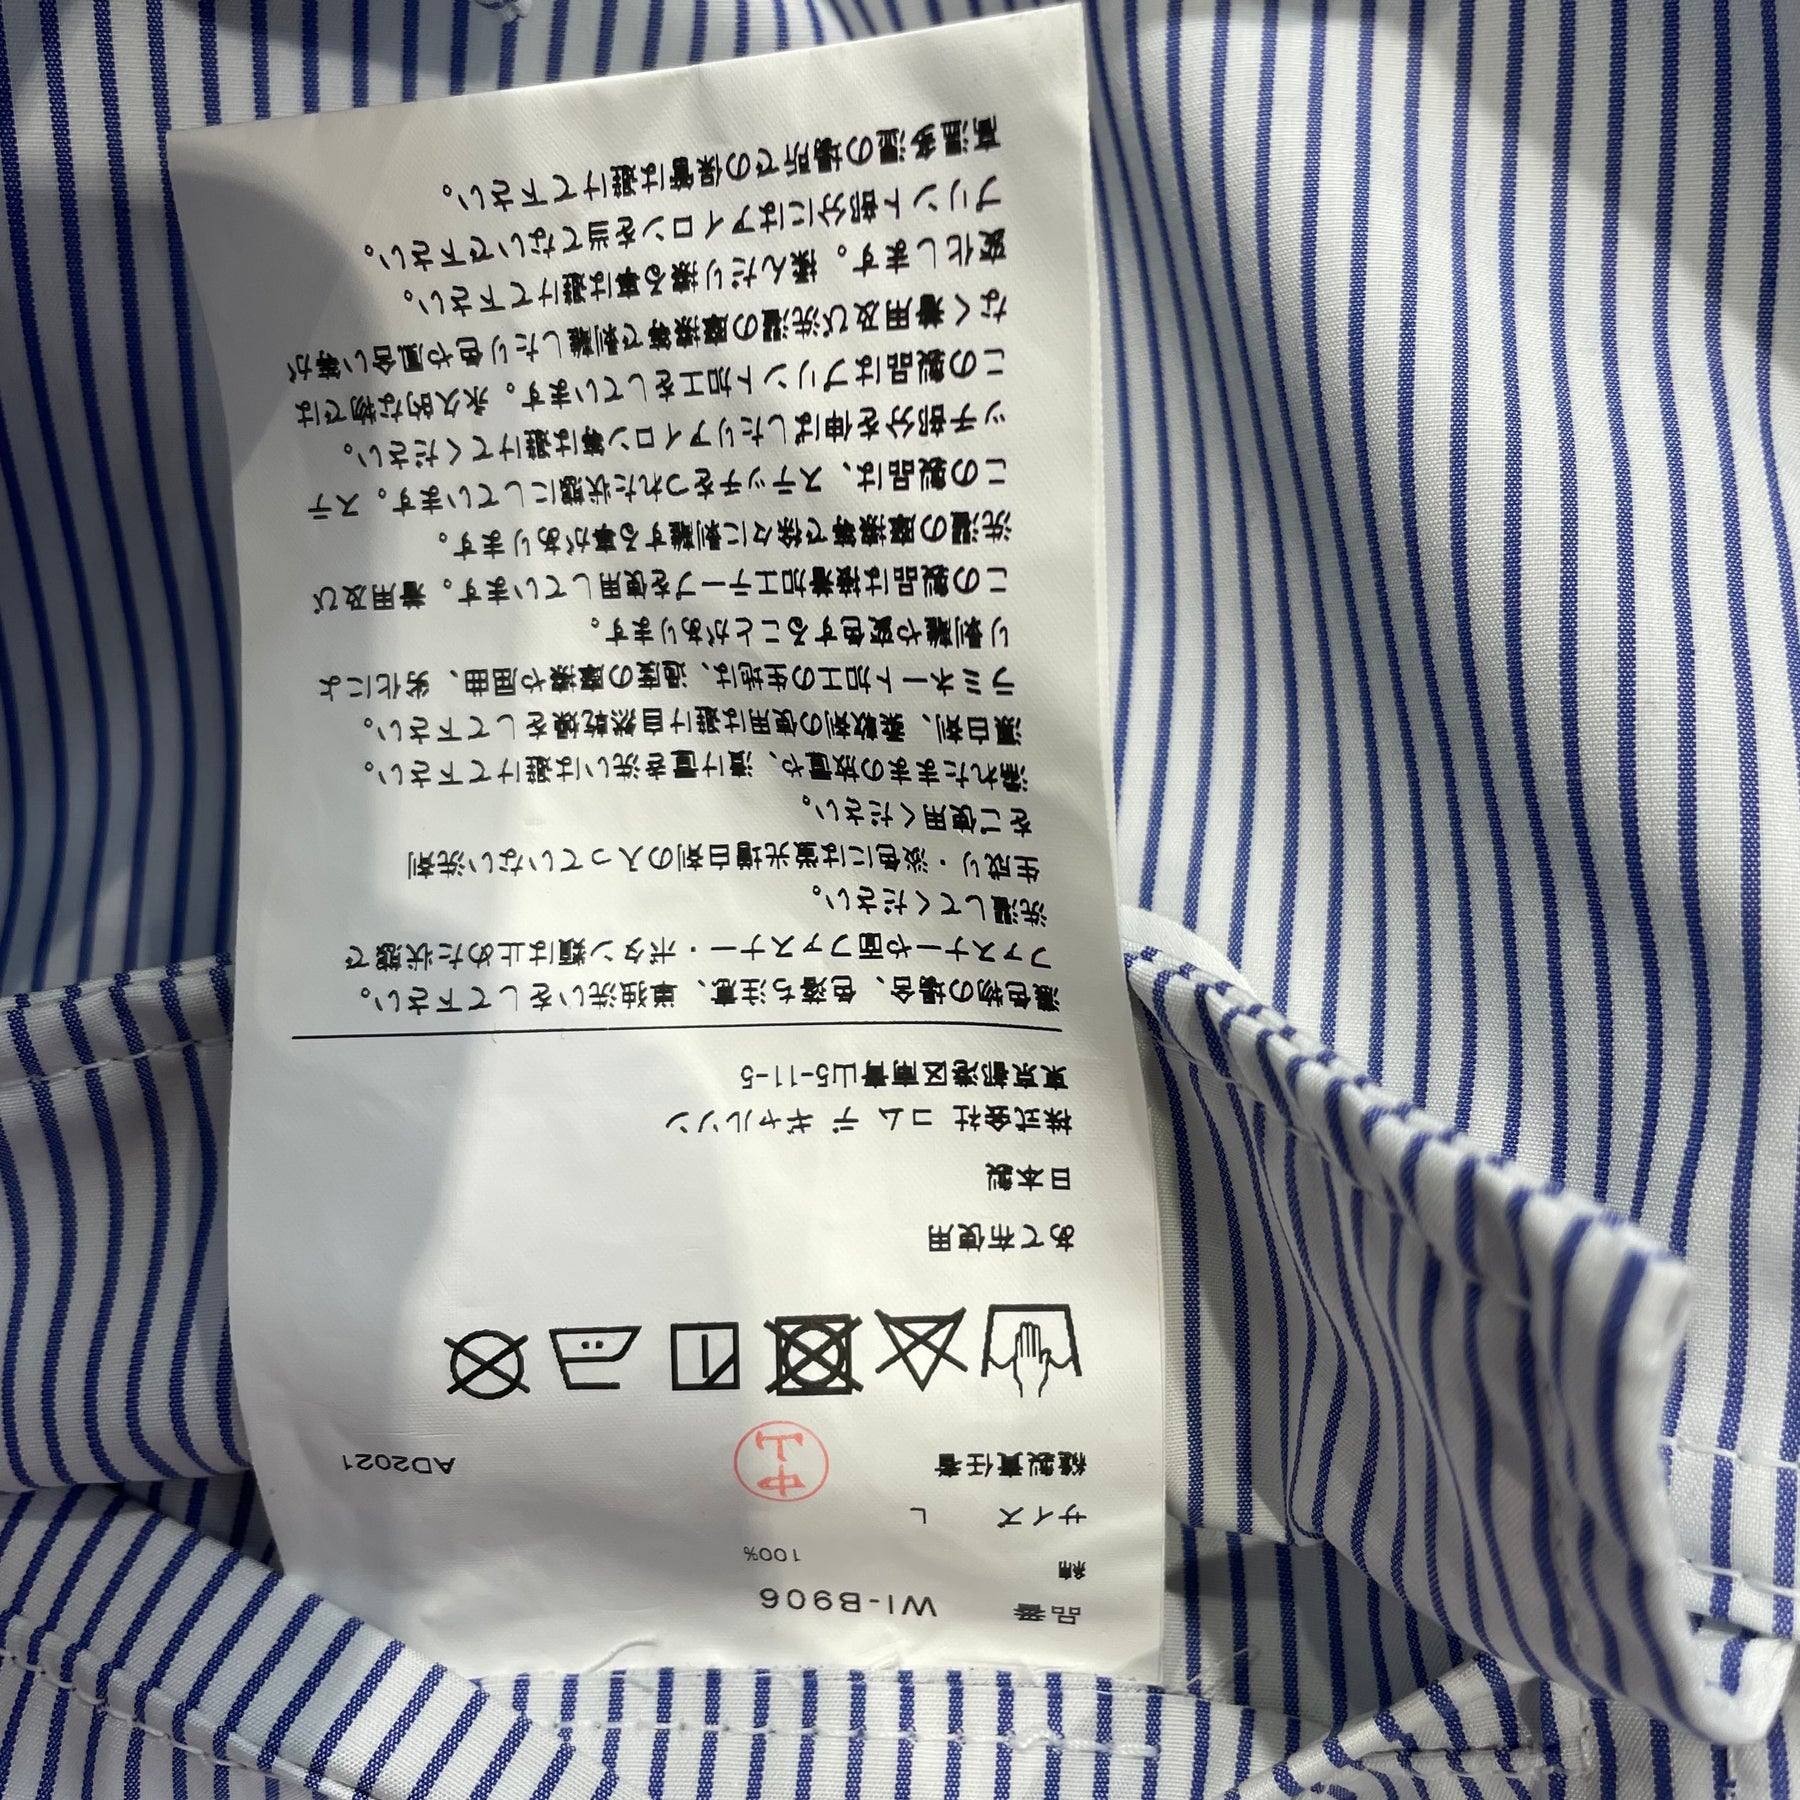 品番 WI-B906
綿 100%
サイズ L
縫製責任者 中山 AD2021
あて布使用
日本製
株式会社 コム デ ギャルソン
東京都港区南青山5-11-5
濃色物の場合、色落ち注意、単独洗いをして下さい。
ファスナーや面ファスナー・ボタン類は止めた状態で
洗濯してください。
生成り・淡色には蛍光増白剤の入っていない洗剤
をご使用ください。
濡れたままの放置や、漬け置き洗いは避けて下さい。
漂白剤、柔軟剤の使用は避け自然乾燥をして下さい。
ラミネート加工の生地は、過度の摩擦や屈曲、劣化によ
り剥離や変色することがあります。
この製品は接着加工テープを使用しています。着用及び
洗濯の摩擦等で徐々に剥離する事があります。
この製品は、ステッチをつれた状態にしています。ステ
ッチ部分を伸ばしたりアイロン等は避けてください。
この製品はプリント加工をしています。永久的な物では
なく着用及び洗濯の摩擦等で剥離したり色や風合い等が
変化します。揉んだり擦る事は避けて下さい。
プリント部分にはアイロンを当てないで下さい。
高温多湿の場所での保管は避けて下さい。